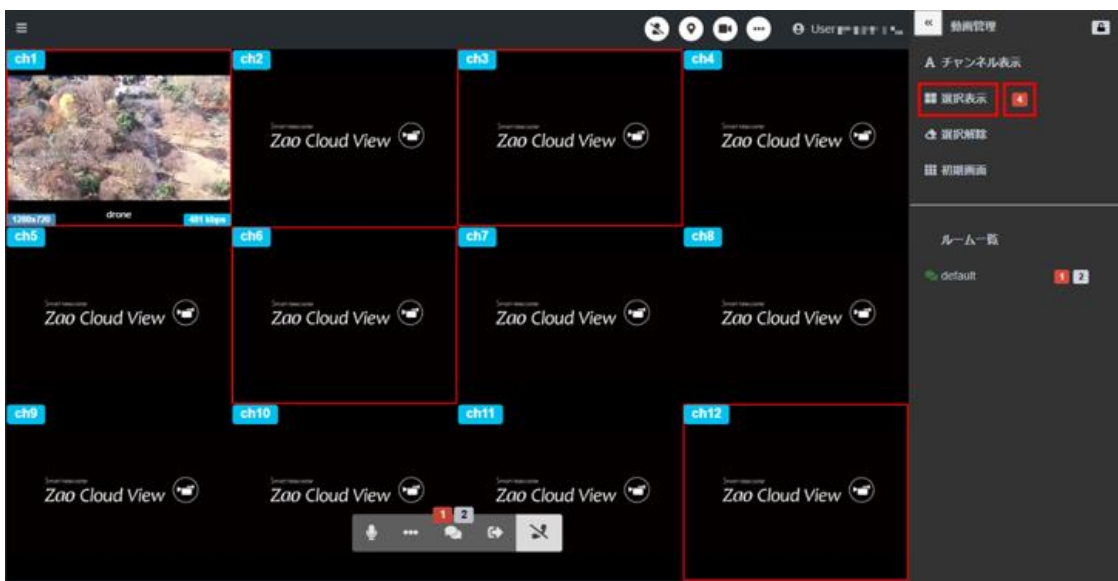 User
« 動画管理
ch1 ch2 ch3 ch4
A チャンネル表示
選択表示 4
Zao Cloud View Zao Cloud View Zao Cloud View
選択解除
初期画面
1280x720 drone 481 kbps
ch5 ch6 ch7 ch8
ルーム一覧
default 1 2
Zao Cloud View Zao Cloud View Zao Cloud View Zao Cloud View
ch9 ch10 ch11 ch12
Zao Cloud View Zao Cloud View Zao Cloud View Zao Cloud View
1 2